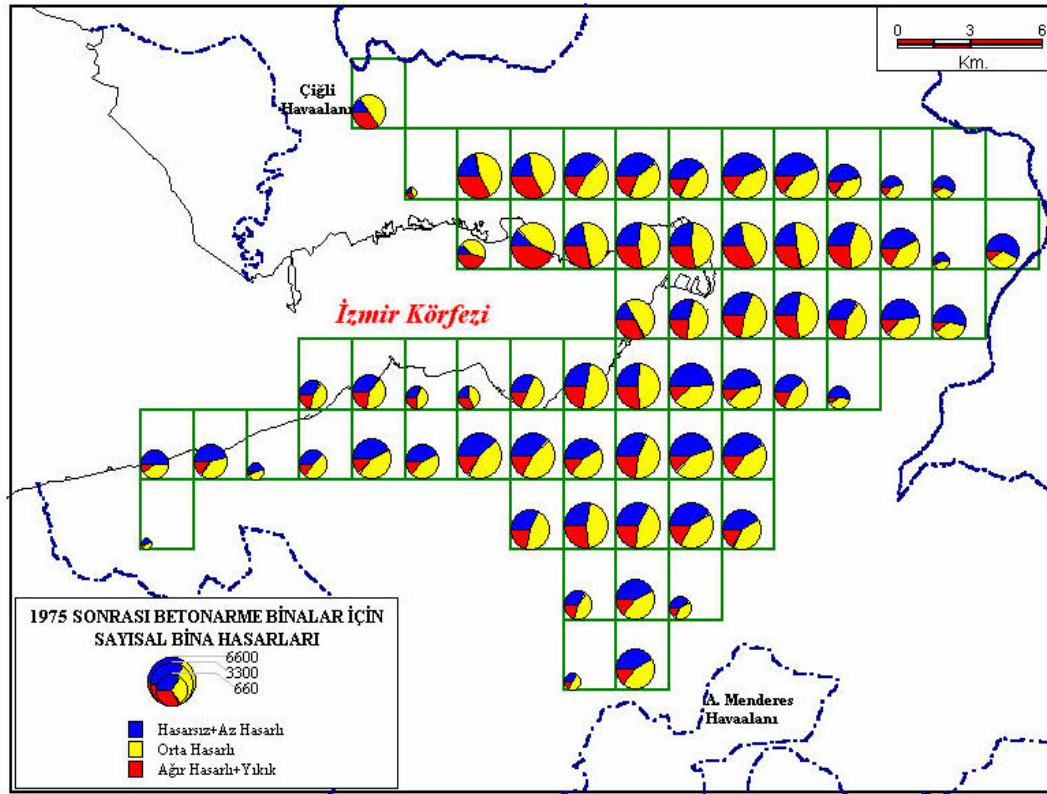 0 3 6
Km.
Çiğli
Havaalanı
İzmir Körfezi
1975 SONRASI BETONARME BİNALAR İÇİN
SAYISAL BİNA HASARLARI
6600
3300
660
Hasarsız+Az Hasarlı
Orta Hasarlı
Ağır Hasarlı+Yıkık
A. Menderes
Havaalanı